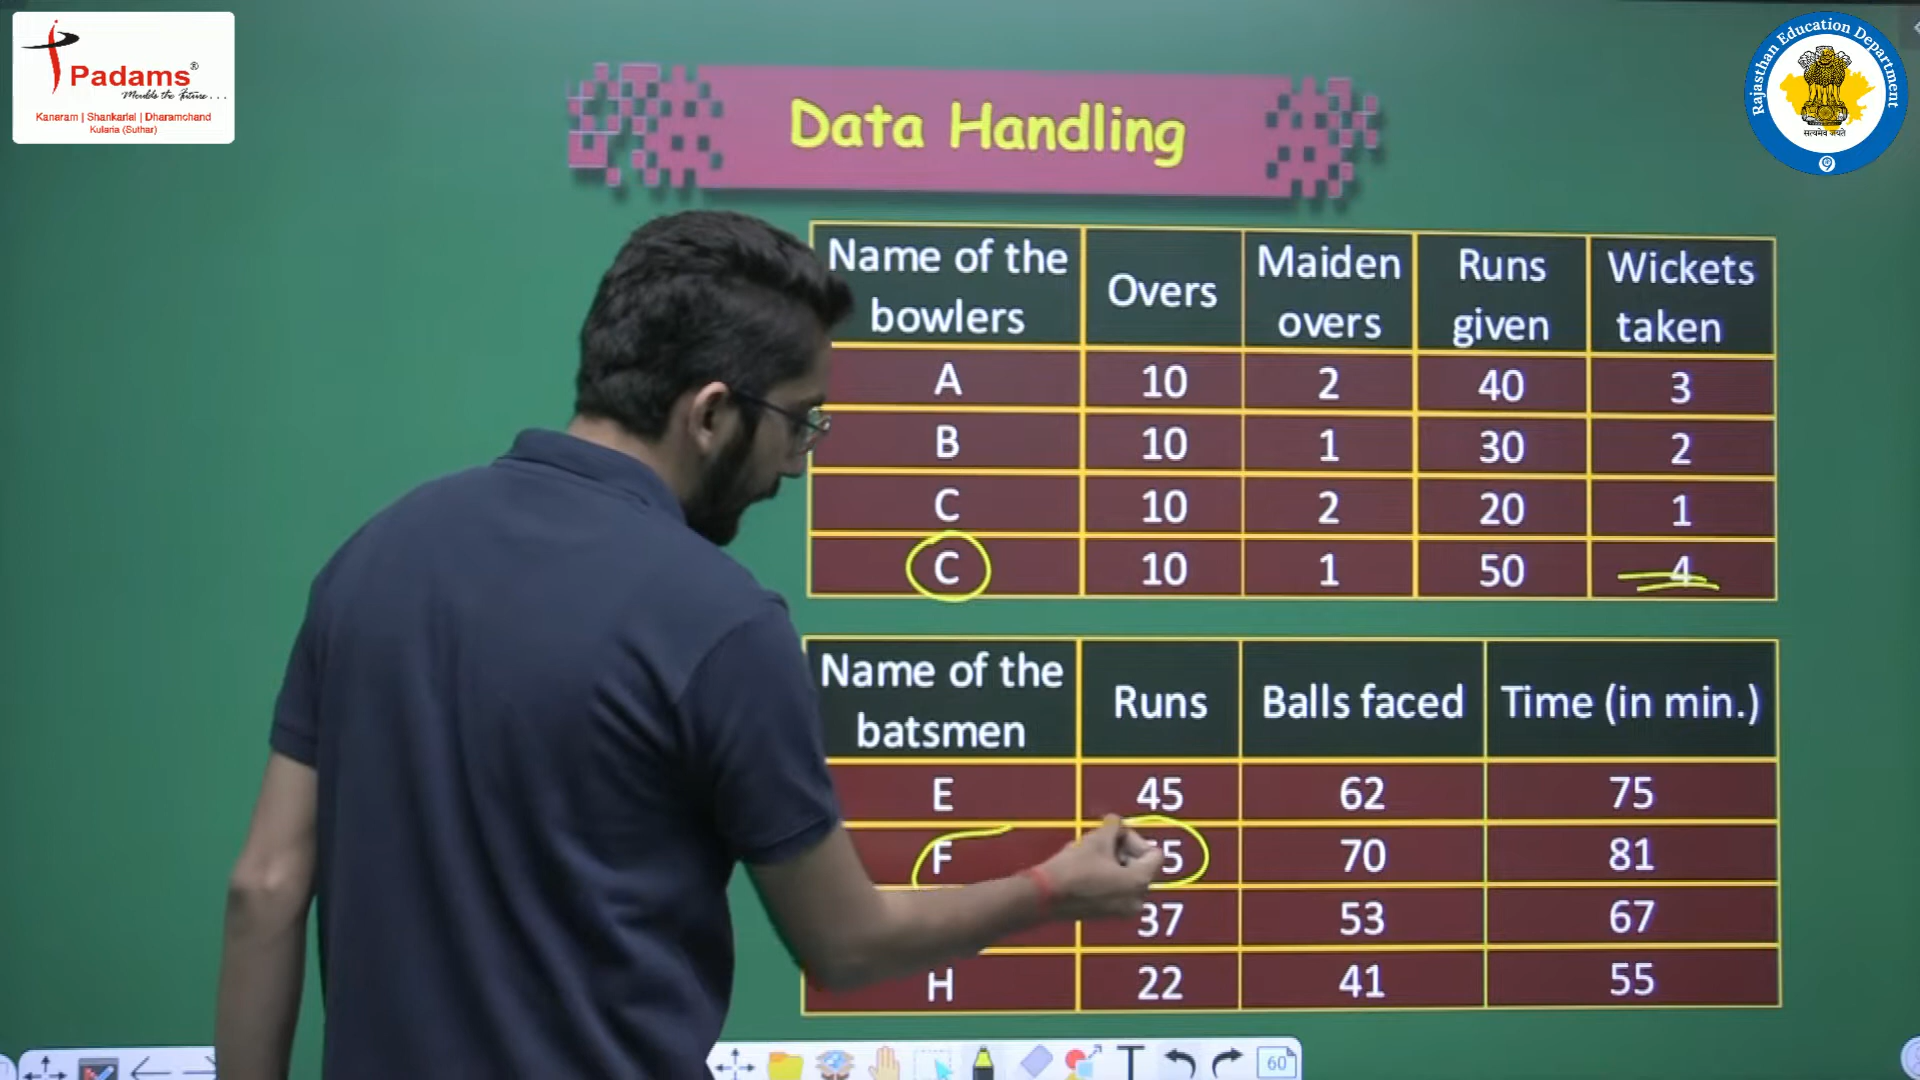 Padams®
Moulds the Future...
Kanaram | Shankarlal | Dharamchand
Kularia (Suthar)
Rajasthan Education Department
सत्यमेव जयते
Data Handling
Name of the bowlers Overs Maiden overs Runs given Wickets taken
A 10 2 40 3
B 10 1 30 2
C 10 2 20 1
C 10 1 50 4
Name of the batsmen Runs Balls faced Time (in min.)
E 45 62 75
F 70 81
37 53 67
H 22 41 55
T
60